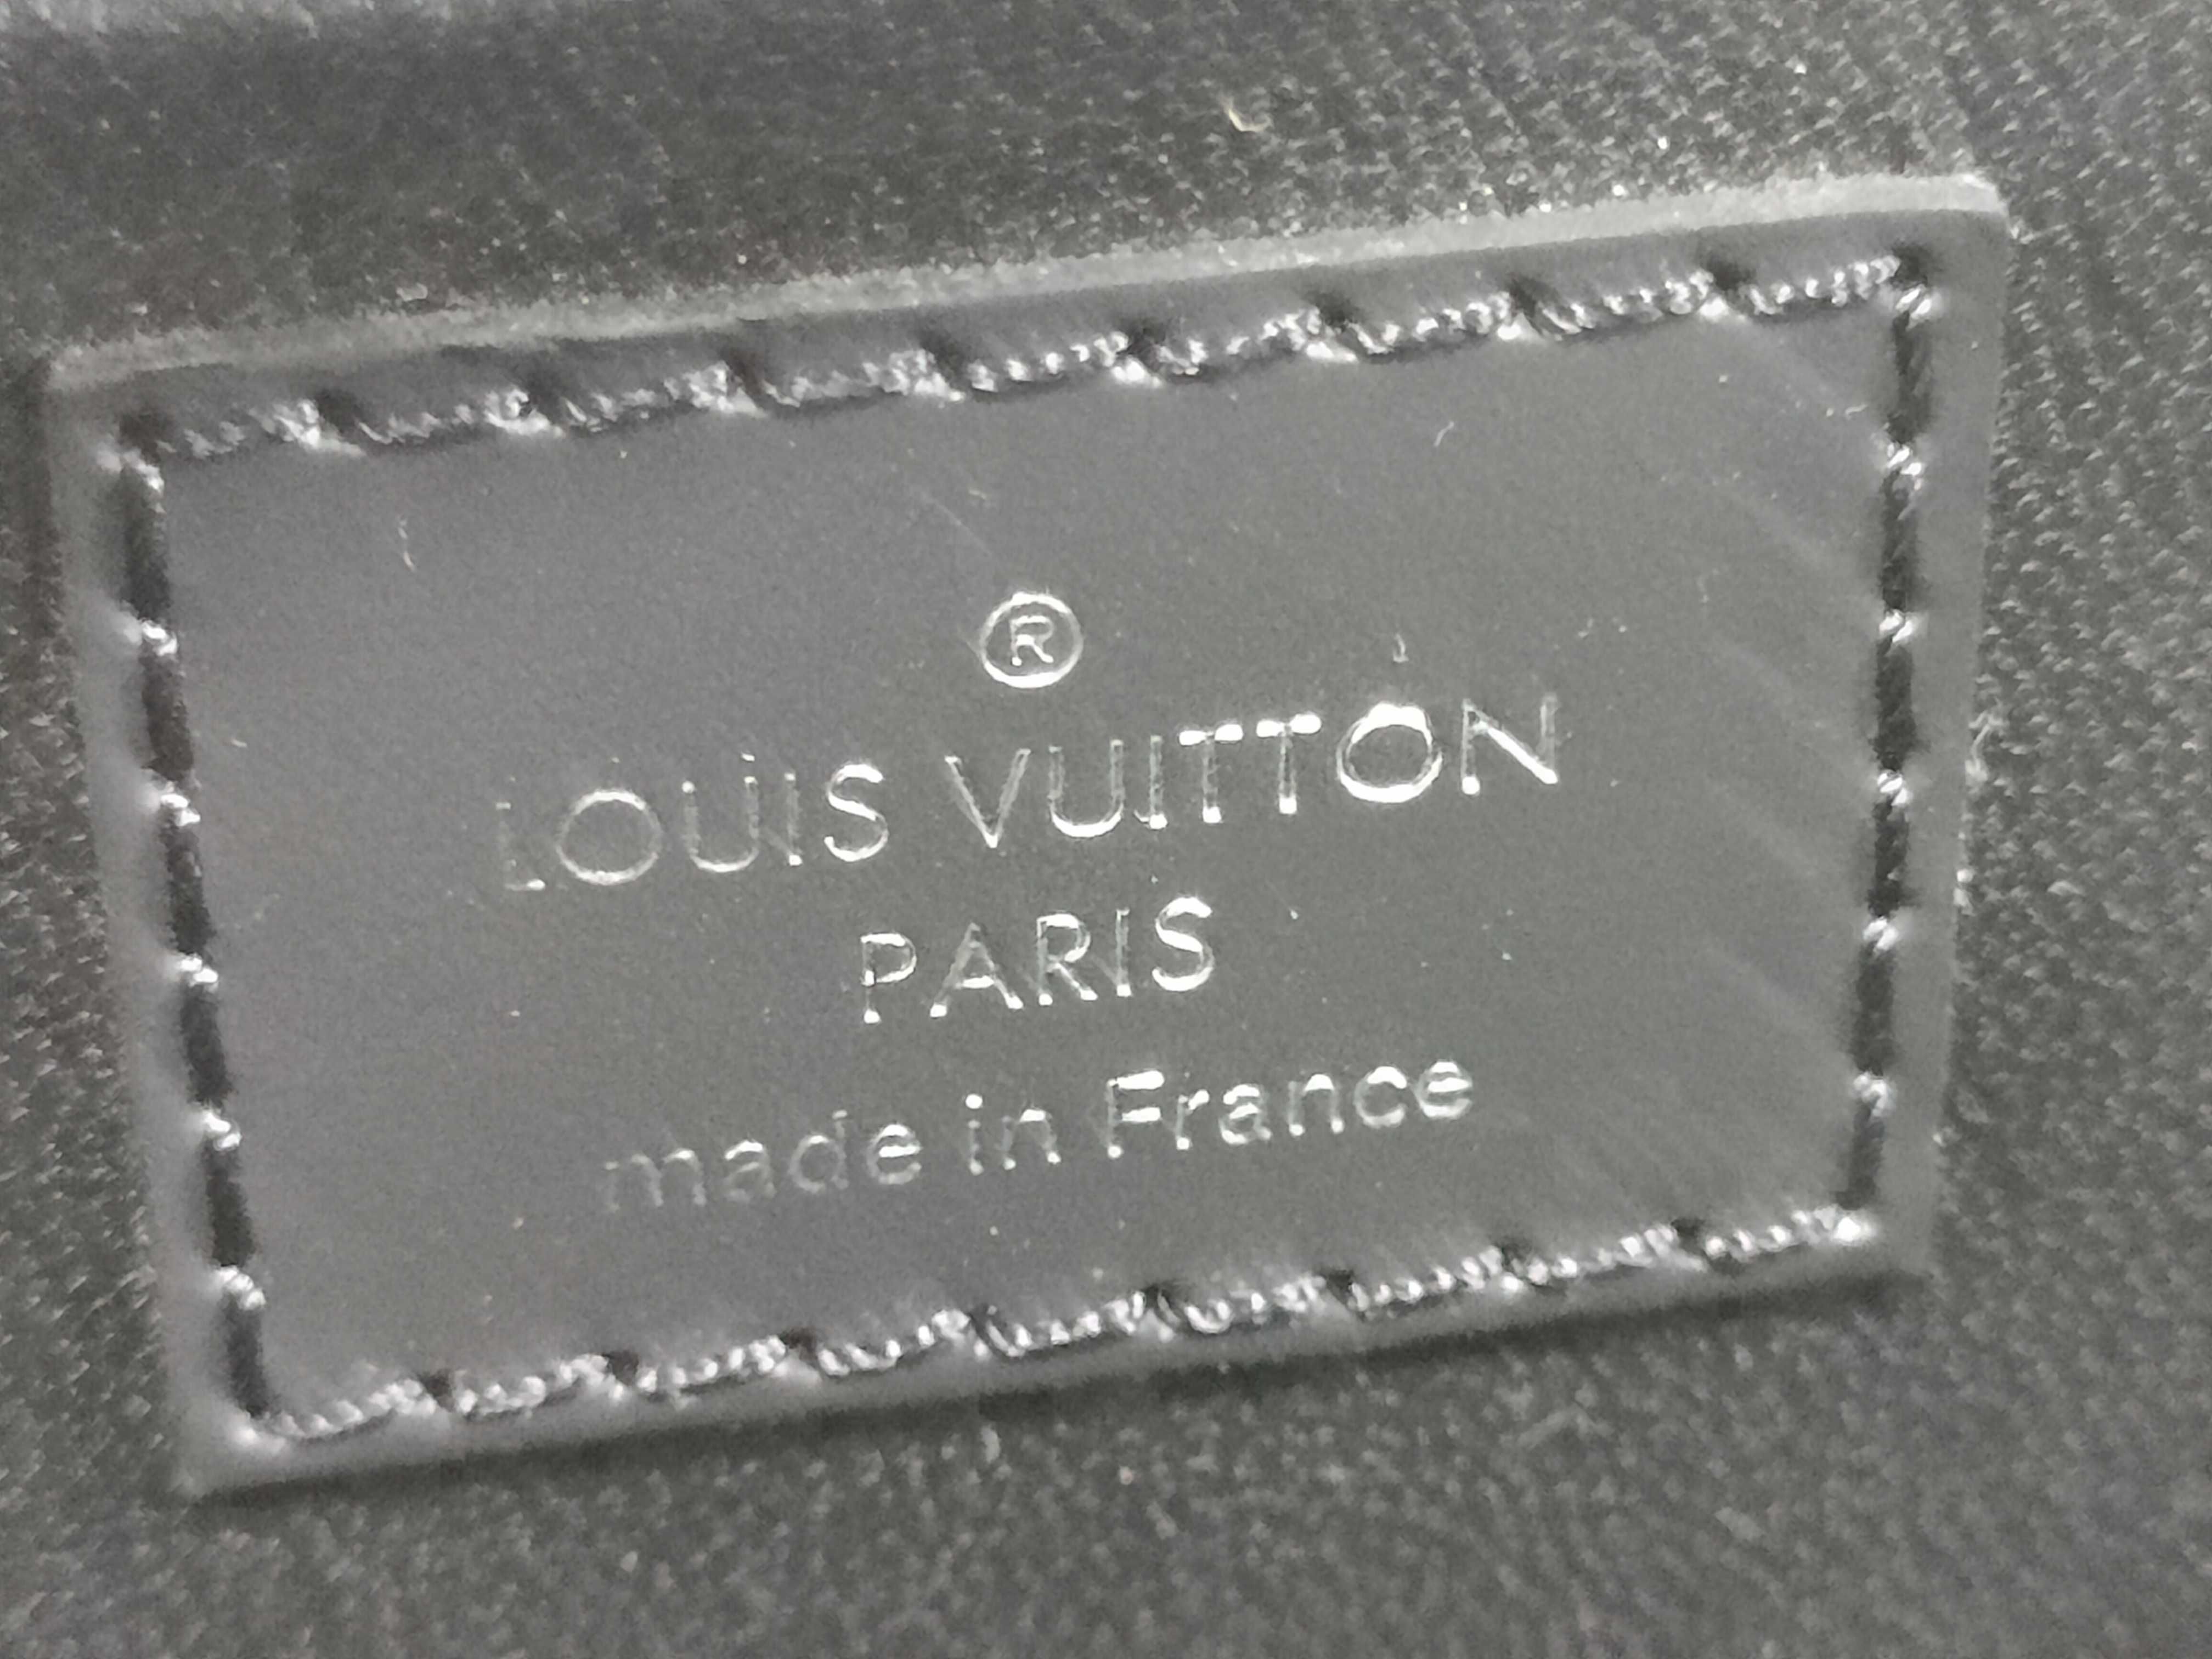 ®
LOUIS VUITTON
PARIS
made in France